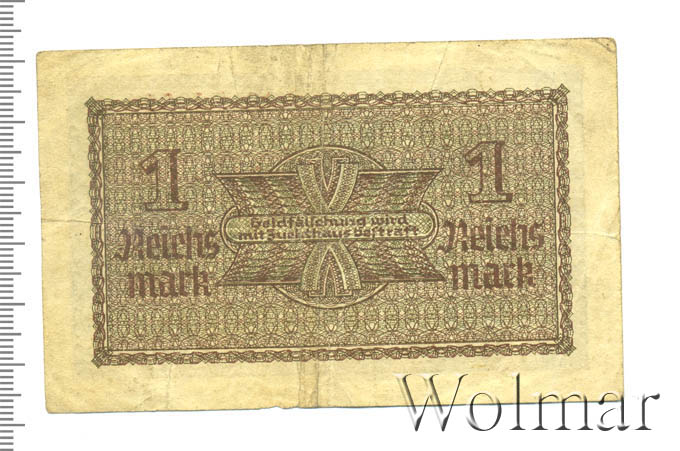 1
Reichs
mark
Geldfälschung wird
mit Zuchthaus bestraft
1
Reichs
mark
Wolmar